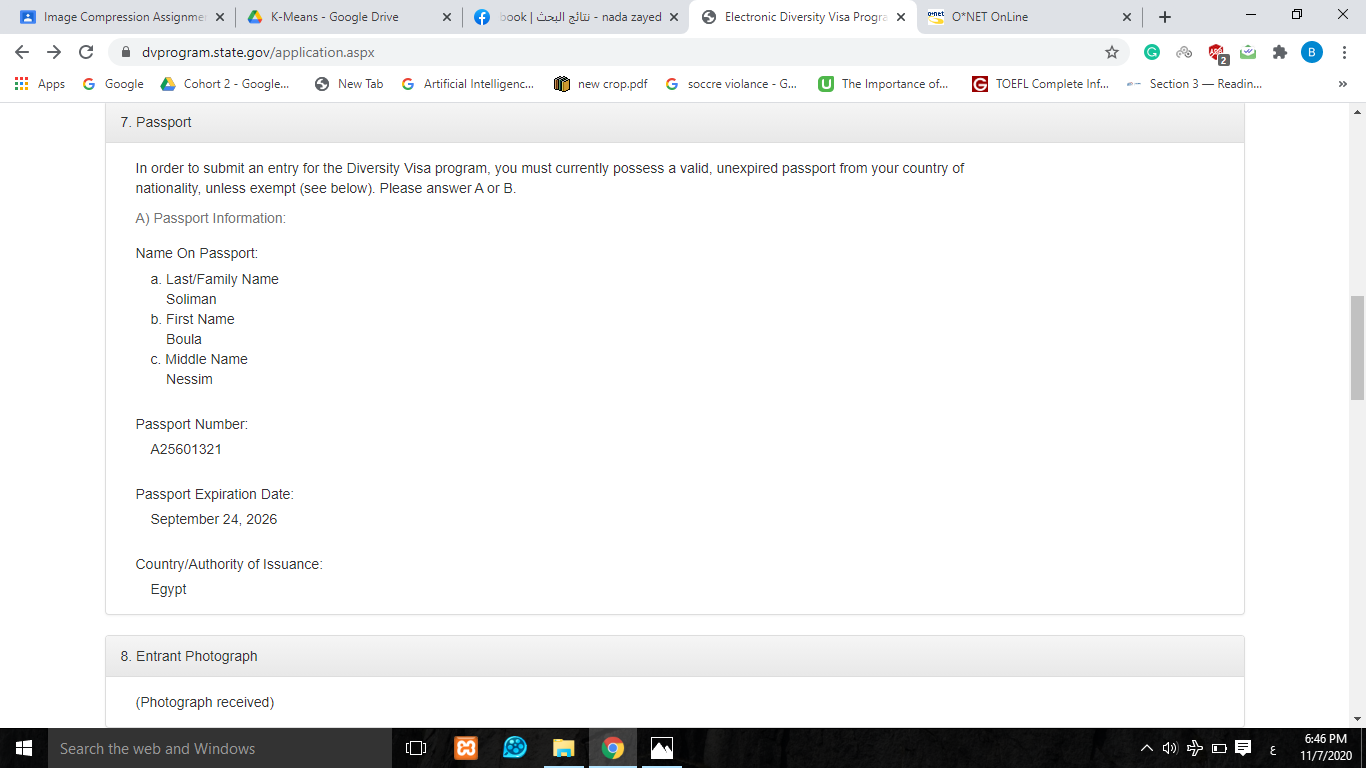 Image Compression Assignmen
K-Means - Google Drive
book | نتائج البحث - nada zayed
Electronic Diversity Visa Progra
O*NET OnLine
dvprogram.state.gov/application.aspx
Apps
Google
Cohort 2 - Google...
New Tab
Artificial Intelligenc...
new crop.pdf
soccre violance - G...
The Importance of...
TOEFL Complete Inf...
Section 3 — Readin...
»
7. Passport
In order to submit an entry for the Diversity Visa program, you must currently possess a valid, unexpired passport from your country of
nationality, unless exempt (see below). Please answer A or B.
A) Passport Information:
Name On Passport:
a. Last/Family Name
Soliman
b. First Name
Boula
c. Middle Name
Nessim
Passport Number:
A25601321
Passport Expiration Date:
September 24, 2026
Country/Authority of Issuance:
Egypt
8. Entrant Photograph
(Photograph received)
Search the web and Windows
ع
6:46 PM
11/7/2020